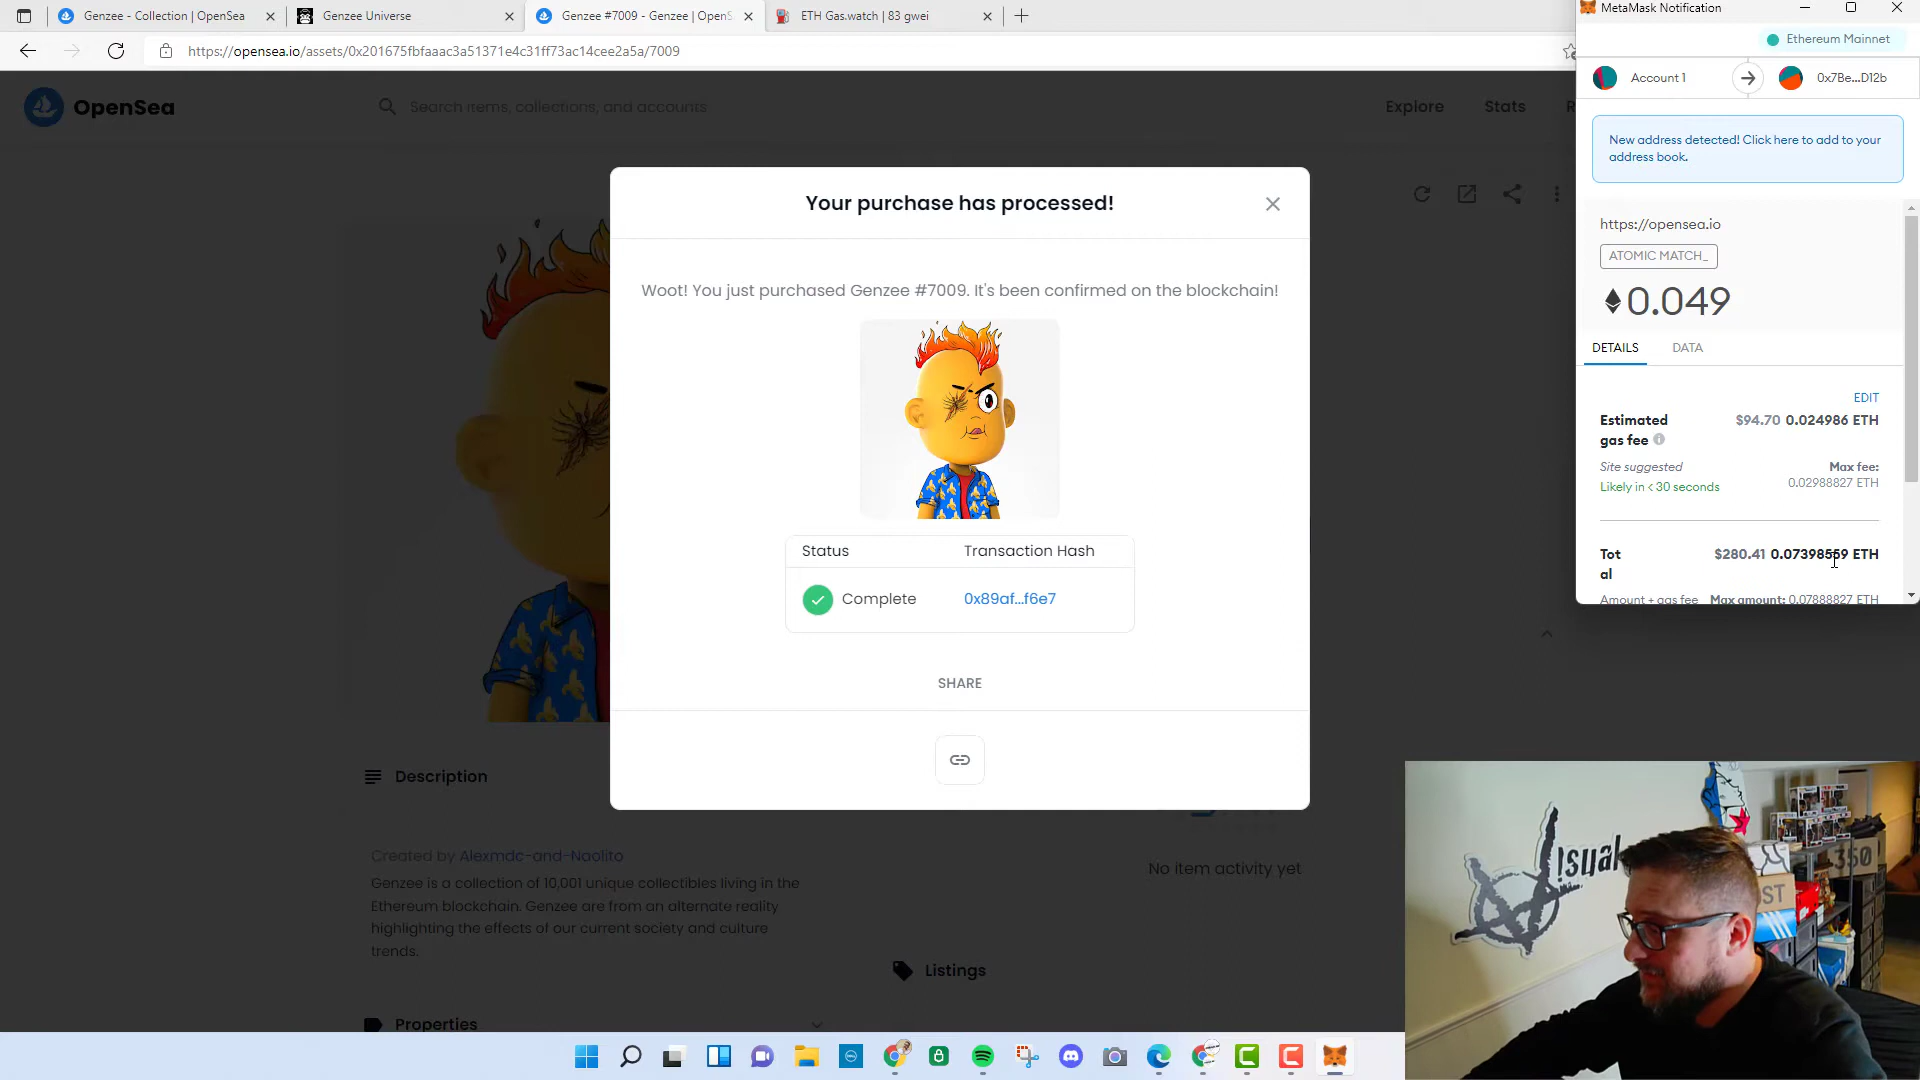 Genzee - Collection | OpenSea
Genzee Universe
Genzee #7009 - Genzee | OpenS
ETH Gas.watch | 83 gwei
https://opensea.io/assets/0x201675fbfaaac3a51371e4c31ff73ac14cee2a5a/7009
OpenSea
Search items, collections, and accounts
Explore
Stats
R
Your purchase has processed!
Woot! You just purchased Genzee #7009. It's been confirmed on the blockchain!
Status
Transaction Hash
Complete
0x89af...f6e7
SHARE
Description
Created by Alexmdc-and-Naolito
Genzee is a collection of 10,001 unique collectibles living in the
Ethereum blockchain. Genzee are from an alternate reality
highlighting the effects of our current society and culture
trends.
Properties
No item activity yet
Listings
MetaMask Notification
Ethereum Mainnet
Account 1
0x7Be...D12b
New address detected! Click here to add to your
address book.
https://opensea.io
ATOMIC MATCH_
0.049
DETAILS
DATA
EDIT
Estimated
gas fee
$94.70 0.024986 ETH
Site suggested
Likely in < 30 seconds
Max fee:
0.02988827 ETH
Tot
al
$280.41 0.07398559 ETH
Amount + gas fee
Max amount: 0.07888827 ETH
V!sual
350
ST